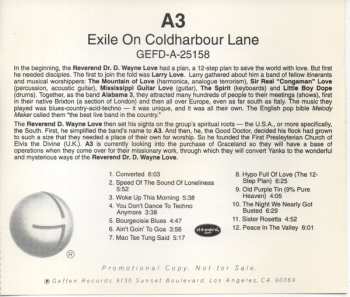 A3
Exile On Coldharbour Lane
GEFD-A-25158
In the beginning, the Reverend Dr. D. Wayne Love had a plan, a 12-step plan to save the world with love. But first
he needed disciples. The first to join the fold was Larry Love. Larry gathered about him a band of fellow itinerants
and musical worshippers: The Mountain of Love (harmonica, analogue terrorism), Sir Real "Congaman" Love
(percussion, acoustic guitar), Mississippi Guitar Love (guitar), The Spirit (keyboards) and Little Boy Dope
(drums). Together, as the band Alabama 3, they attracted many hundreds of people to their meetings (shows), first
in their native Brixton (a section of London) and then all over Europe, even as far south as Italy. The music they
played was blues-country-acid-techno — it was unique, and it was all their own. The English pop bible Melody
Maker called them "the best live band in the country."
The Reverend D. Wayne Love then set his sights on the group's spiritual roots — the U.S.A., or more specifically,
the South. First, he simplified the band's name to A3. And then, he, the Good Doctor, decided his flock had grown
to such a size that they needed a place of their own for worship. So he founded the First Presleyterian Church of
Elvis the Divine (U.K.). A3 is currently looking into the purchase of Graceland so they will have a base of
operations when they come over for their missionary work, through which they will convert Yanks to the wonderful
and mysterious ways of the Reverend Dr. D. Wayne Love.
1. Converted 6:03
2. Speed Of The Sound Of Loneliness
5:52
3. Woke Up This Morning 5:38
4. You Don't Dance To Techno
Anymore 3:38
5. Bourgeoisie Blues 4:47
6. Ain't Goin' To Goa 3:56
7. Mao Tse Tung Said 5:17
8. Hypo Full Of Love (The 12-
Step Plan) 6:25
9. Old Purple Tin (9% Pure
Heaven) 4:35
10. The Night We Nearly Got
Busted 6:29
11. Sister Rosetta 4:52
12. Peace In The Valley 6:01
Promotional Copy. Not for Sale.
Geffen Records 9130 Sunset Boulevard Los Angeles, CA 90069